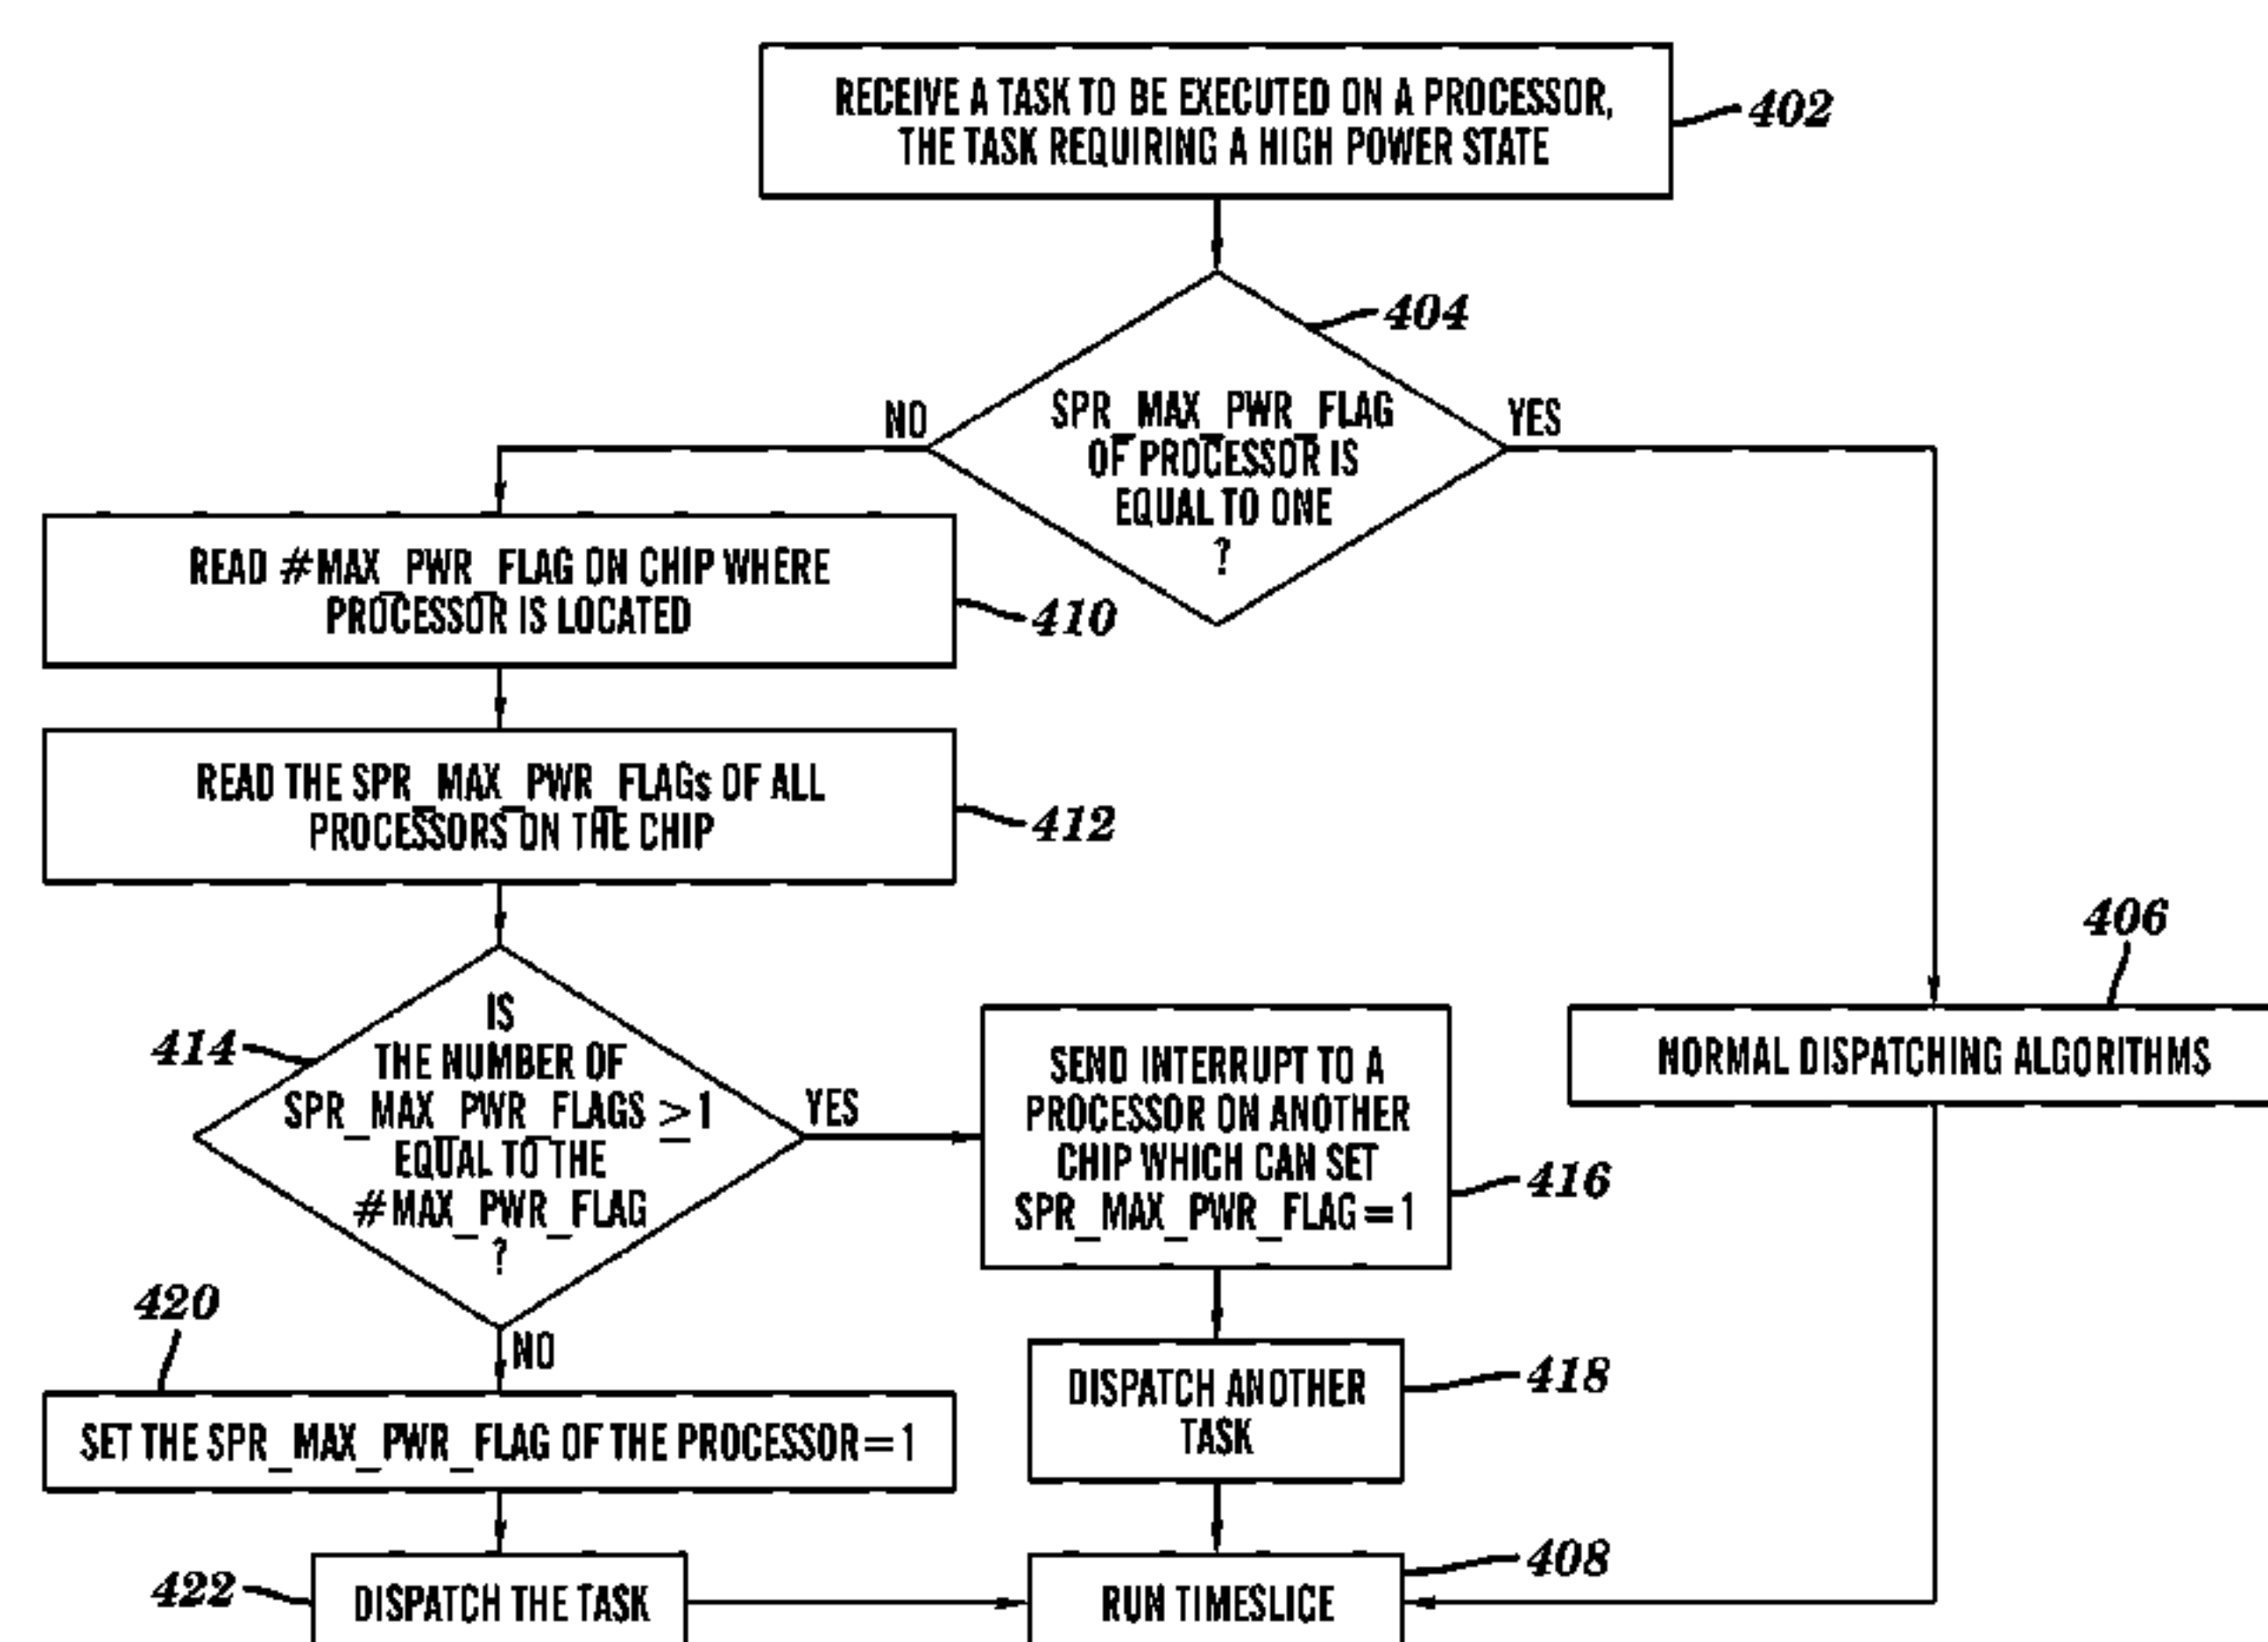 RECEIVE A TASK TO BE EXECUTED ON A PROCESSOR,
THE TASK REQUIRING A HIGH POWER STATE
402
404
SPR_MAX_PWR_FLAG
OF PROCESSOR IS
EQUAL TO ONE
?
NO
YES
READ #MAX_PWR_FLAG ON CHIP WHERE
PROCESSOR IS LOCATED
410
READ THE SPR_MAX_PWR_FLAGs OF ALL
PROCESSORS ON THE CHIP
412
406
NORMAL DISPATCHING ALGORITHMS
414
IS
THE NUMBER OF
SPR_MAX_PWR_FLAGS ≥1
EQUAL TO THE
#MAX_PWR_FLAG
?
YES
SEND INTERRUPT TO A
PROCESSOR ON ANOTHER
CHIP WHICH CAN SET
SPR_MAX_PWR_FLAG=1
416
NO
420
SET THE SPR_MAX_PWR_FLAG OF THE PROCESSOR=1
DISPATCH ANOTHER
TASK
418
422
DISPATCH THE TASK
RUN TIMESLICE
408